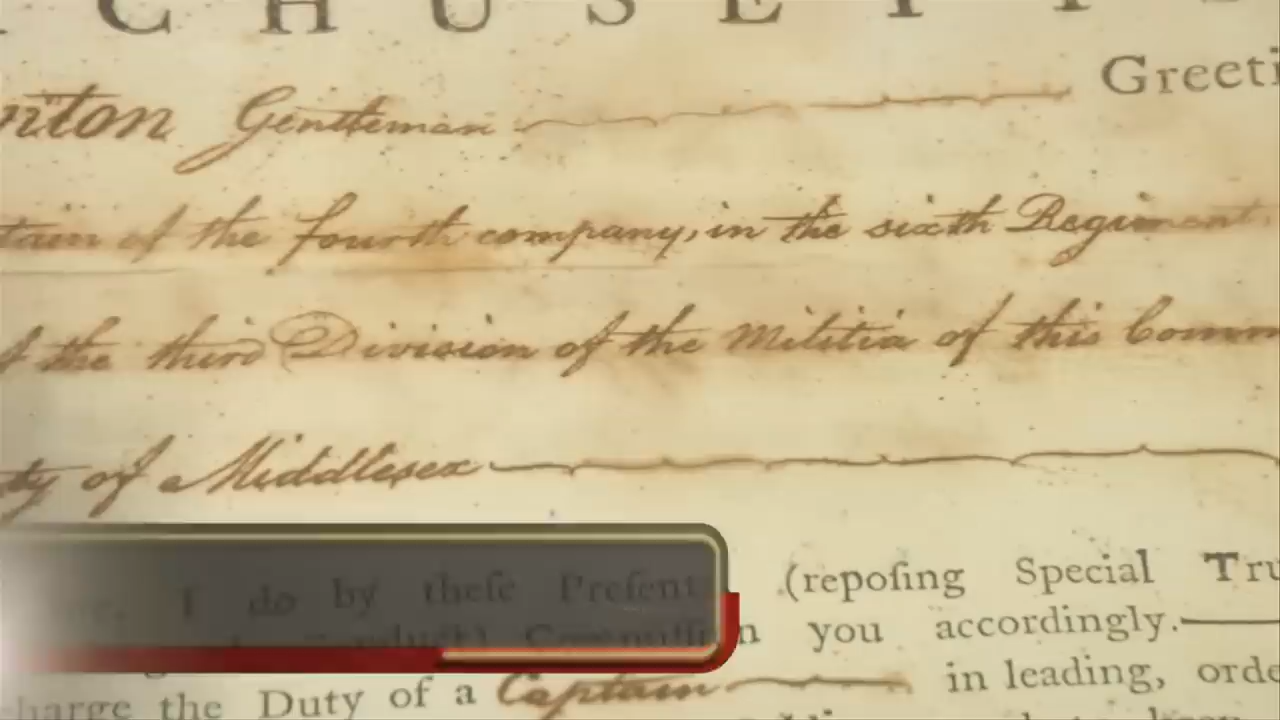 CHUSETTS
nton Gentleman Greeti
tain of the fourth company, in the sixth Regiment
f the third Division of the Militia of this Comm
ty of Middlesex
I do by theſe Preſents (repoſing Special Tru
n you accordingly.
harge the Duty of a Captain in leading, orde